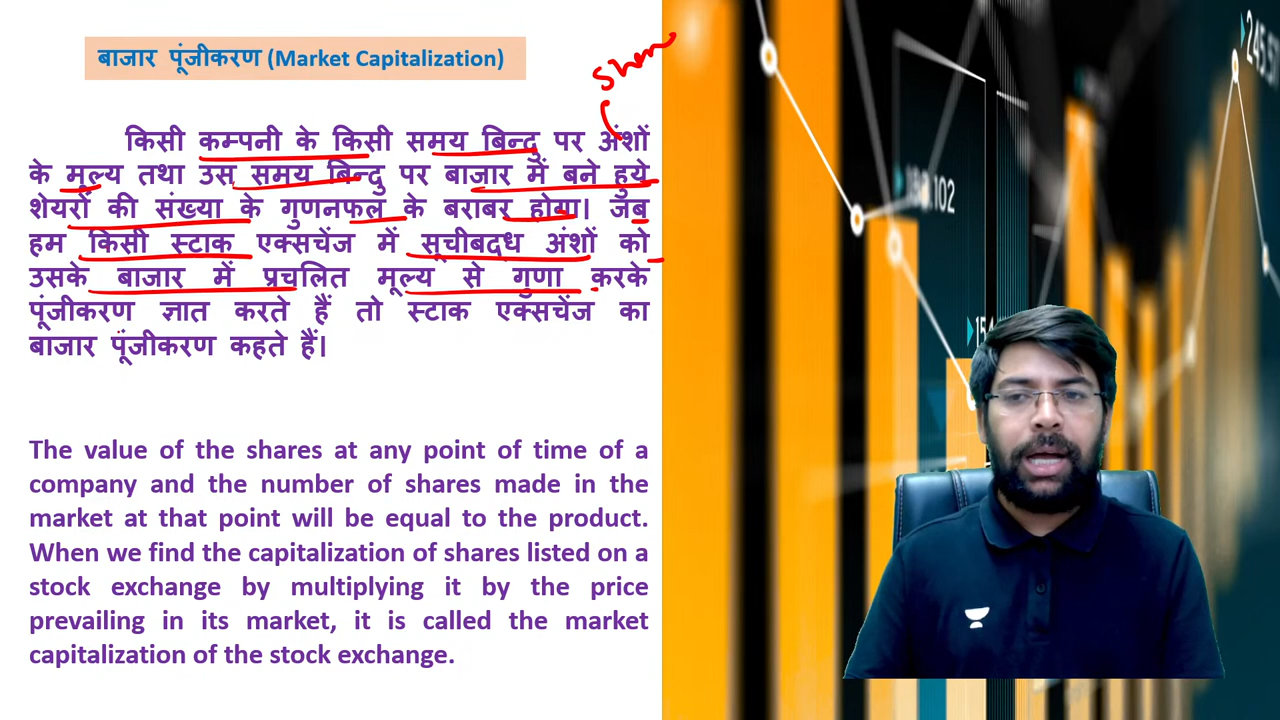 बाजार पूंजीकरण (Market Capitalization)
किसी कम्पनी के किसी समय बिन्दु पर अंशों
के मूल्य तथा उस समय बिन्दु पर बाजार में बने हुये
शेयरों की संख्या के गुणनफल के बराबर होगा। जब
हम किसी स्टाक एक्सचेंज में सूचीबद्ध अंशों को
उसके बाजार में प्रचलित मूल्य से गुणा करके
पूंजीकरण ज्ञात करते हैं तो स्टाक एक्सचेंज का
बाजार पूंजीकरण कहते हैं।
The value of the shares at any point of time of a
company and the number of shares made in the
market at that point will be equal to the product.
When we find the capitalization of shares listed on a
stock exchange by multiplying it by the price
prevailing in its market, it is called the market
capitalization of the stock exchange.